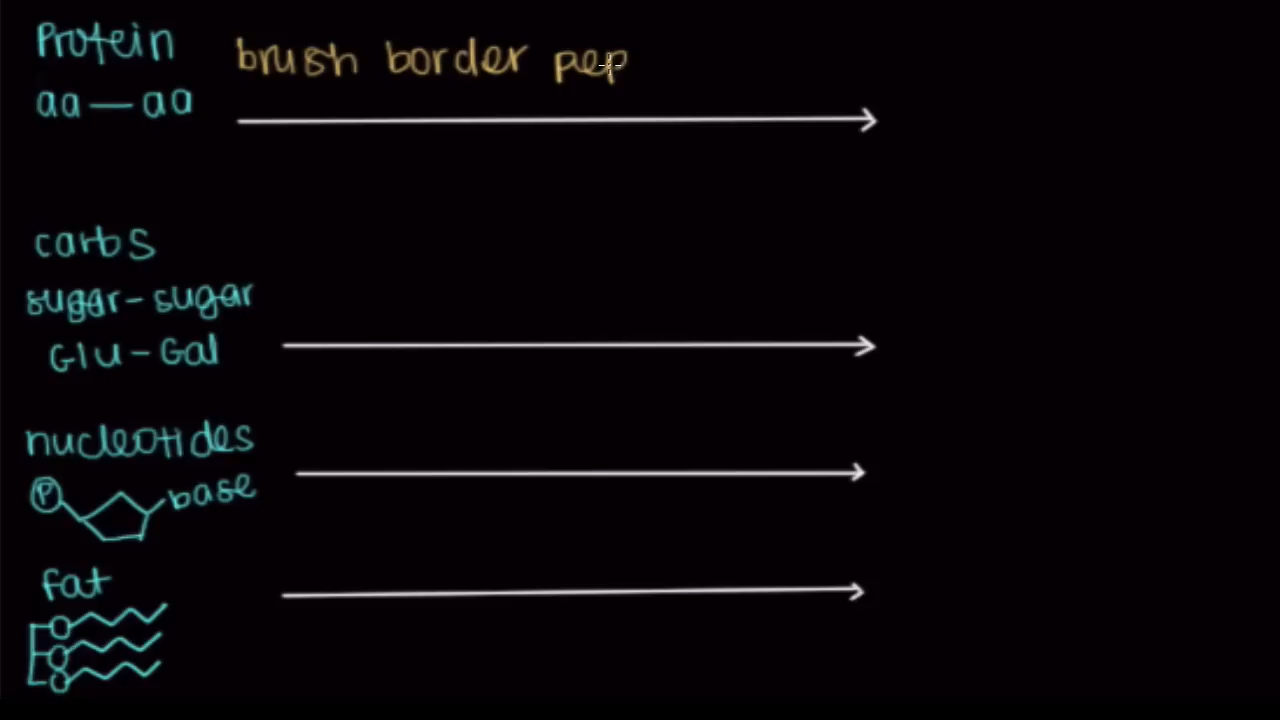 Protein
brush border pep
aa — aa
carbs
sugar - sugar
Glu - Gal
nucleotides
P
base
fat
O
O
O